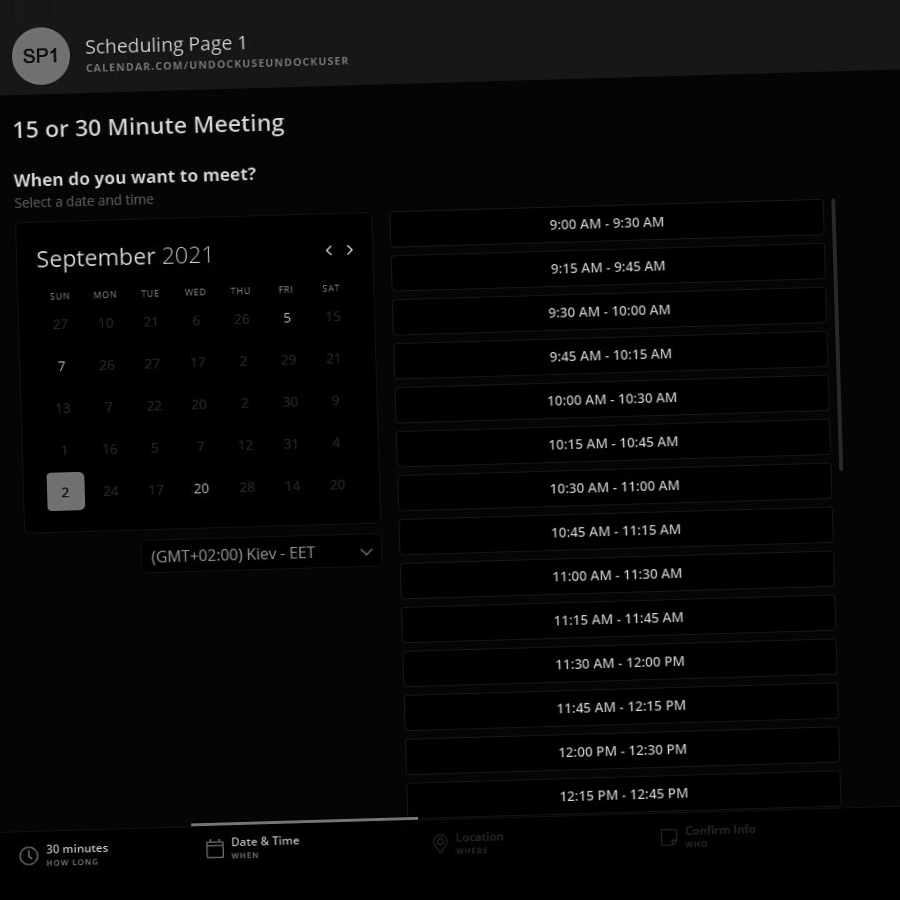 SP1
Scheduling Page 1
CALENDAR.COM/UNDOCKUSEUNDOCKUSER
15 or 30 Minute Meeting
When do you want to meet?
Select a date and time
September 2021
SUN MON TUE WED THU FRI SAT
27 10 21 6 26 5 15
7 26 27 17 2 29 21
13 7 22 20 2 30 9
1 16 5 7 12 31 4
2 24 17 20 28 14 20
(GMT+02:00) Kiev - EET
9:00 AM - 9:30 AM
9:15 AM - 9:45 AM
9:30 AM - 10:00 AM
9:45 AM - 10:15 AM
10:00 AM - 10:30 AM
10:15 AM - 10:45 AM
10:30 AM - 11:00 AM
10:45 AM - 11:15 AM
11:00 AM - 11:30 AM
11:15 AM - 11:45 AM
11:30 AM - 12:00 PM
11:45 AM - 12:15 PM
12:00 PM - 12:30 PM
12:15 PM - 12:45 PM
30 minutes
HOW LONG
Date & Time
WHEN
Location
WHERE
Confirm Info
WHO